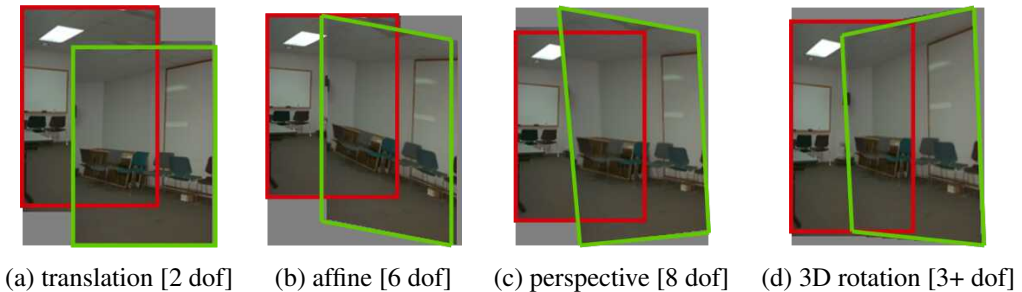 (a) translation [2 dof] (b) affine [6 dof] (c) perspective [8 dof] (d) 3D rotation [3+ dof]